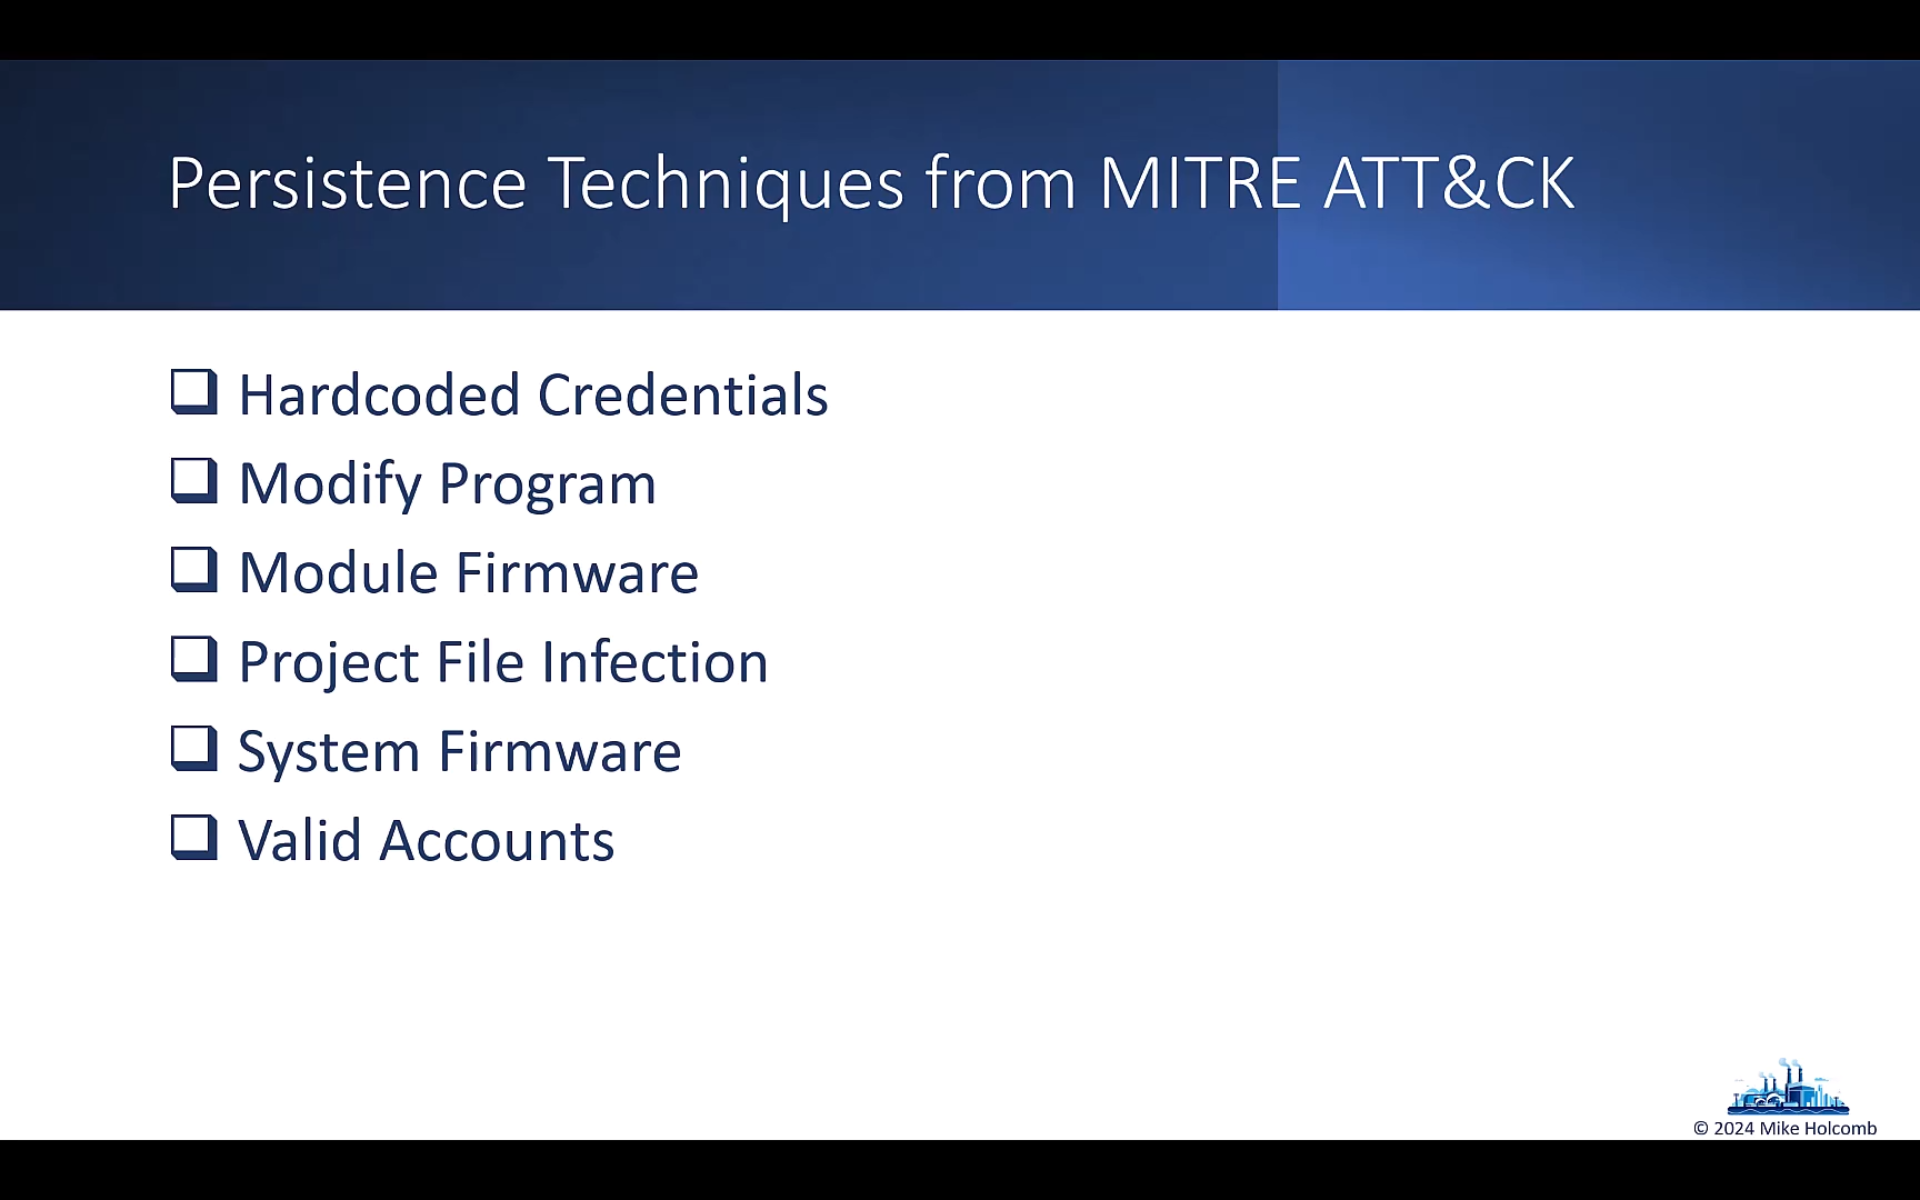 Persistence Techniques from MITRE ATT&CK
Hardcoded Credentials
Modify Program
Module Firmware
Project File Infection
System Firmware
Valid Accounts
© 2024 Mike Holcomb